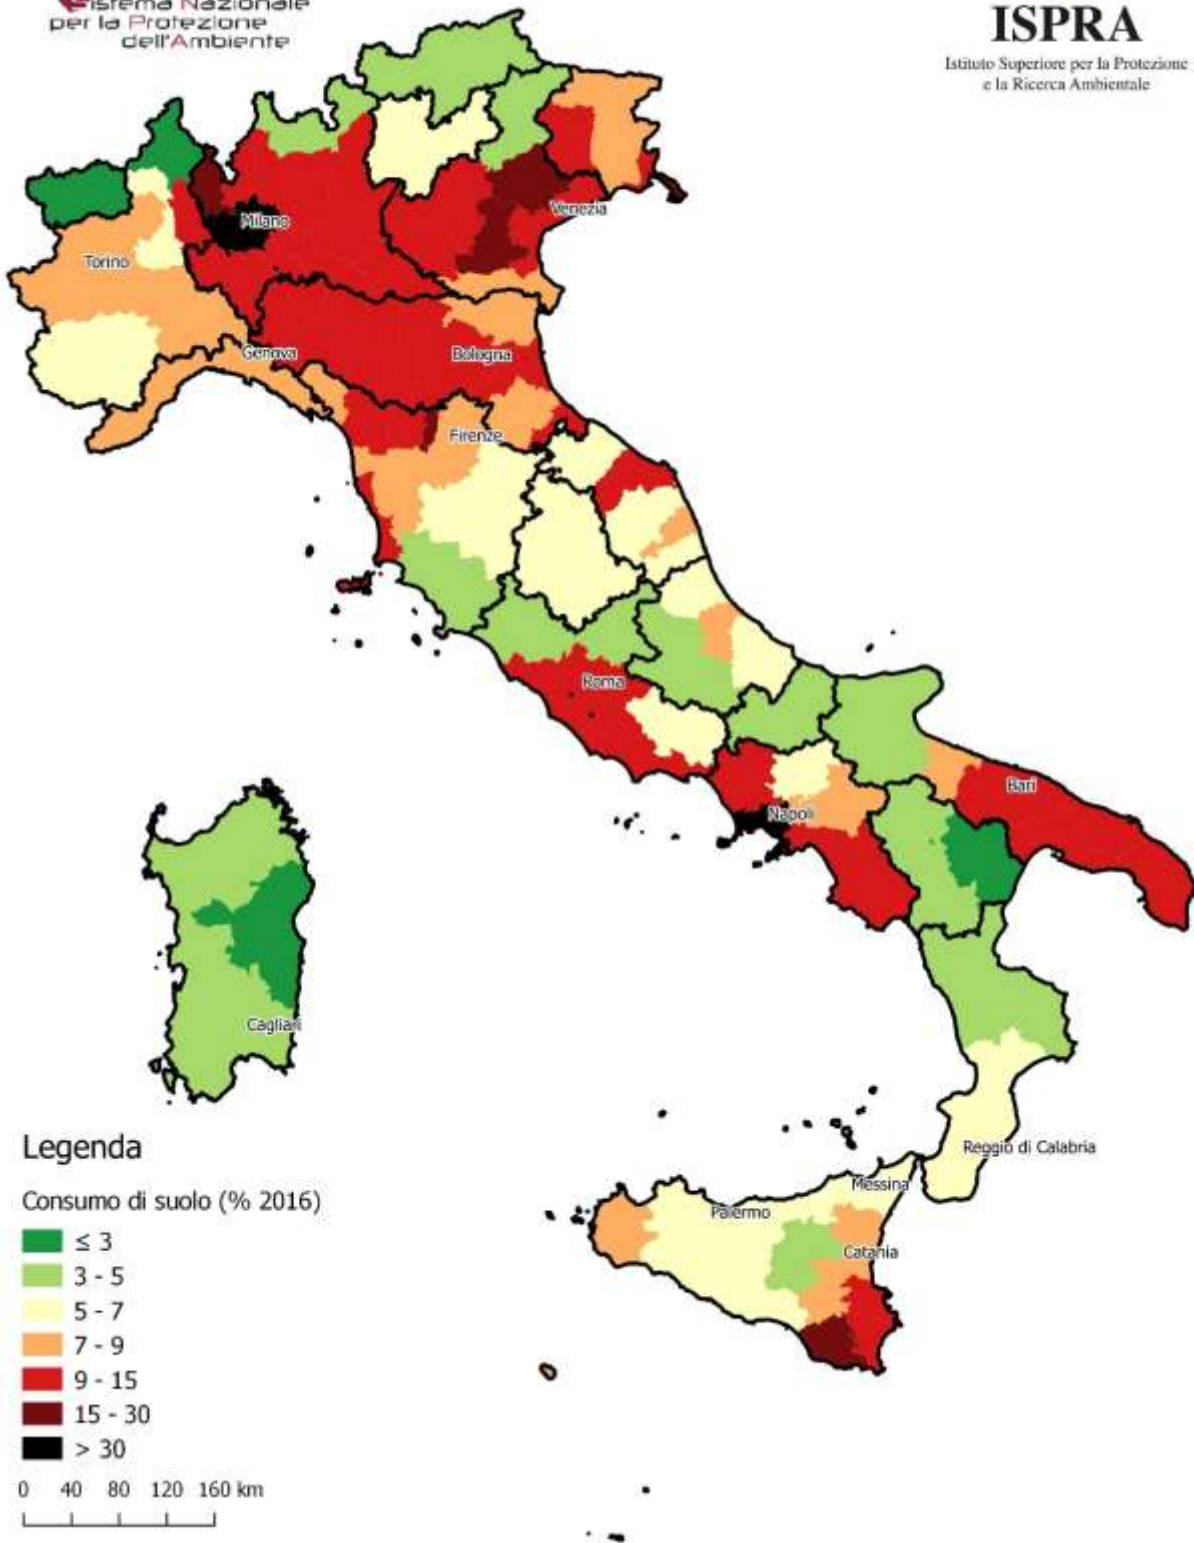 Sistema Nazionale
per la Protezione
dell'Ambiente
ISPRA
Istituto Superiore per la Protezione
e la Ricerca Ambientale
Milano
Venezia
Torino
Genova
Bologna
Firenze
Roma
Bari
Napoli
Cagliari
Reggio di Calabria
Messina
Palermo
Catania
Legenda
Consumo di suolo (% 2016)
≤ 3
3 - 5
5 - 7
7 - 9
9 - 15
15 - 30
> 30
0 40 80 120 160 km